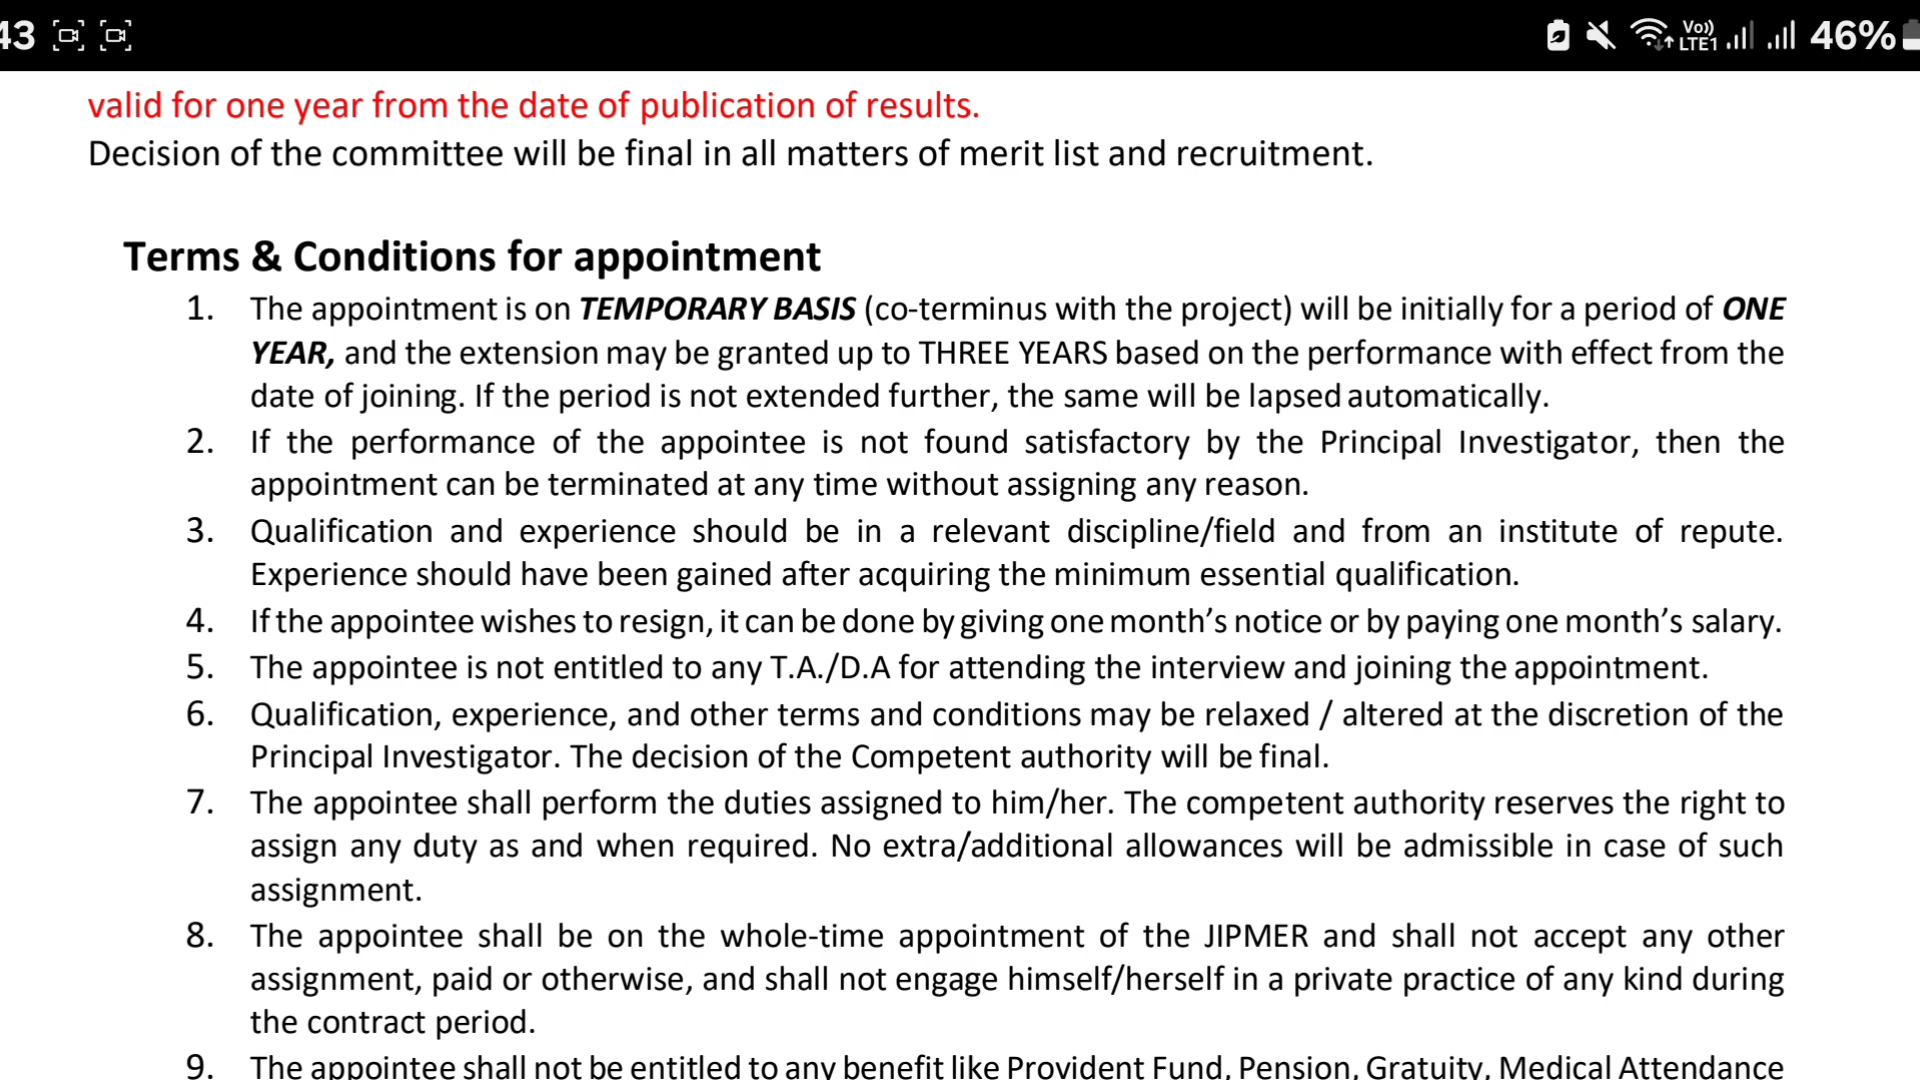 43
Vo)) LTE1 46%
valid for one year from the date of publication of results.
Decision of the committee will be final in all matters of merit list and recruitment.
Terms & Conditions for appointment
1. The appointment is on TEMPORARY BASIS (co-terminus with the project) will be initially for a period of ONE
YEAR, and the extension may be granted up to THREE YEARS based on the performance with effect from the
date of joining. If the period is not extended further, the same will be lapsed automatically.
2. If the performance of the appointee is not found satisfactory by the Principal Investigator, then the
appointment can be terminated at any time without assigning any reason.
3. Qualification and experience should be in a relevant discipline/field and from an institute of repute.
Experience should have been gained after acquiring the minimum essential qualification.
4. If the appointee wishes to resign, it can be done by giving one month’s notice or by paying one month’s salary.
5. The appointee is not entitled to any T.A./D.A for attending the interview and joining the appointment.
6. Qualification, experience, and other terms and conditions may be relaxed / altered at the discretion of the
Principal Investigator. The decision of the Competent authority will be final.
7. The appointee shall perform the duties assigned to him/her. The competent authority reserves the right to
assign any duty as and when required. No extra/additional allowances will be admissible in case of such
assignment.
8. The appointee shall be on the whole-time appointment of the JIPMER and shall not accept any other
assignment, paid or otherwise, and shall not engage himself/herself in a private practice of any kind during
the contract period.
9. The appointee shall not be entitled to any benefit like Provident Fund, Pension, Gratuity, Medical Attendance